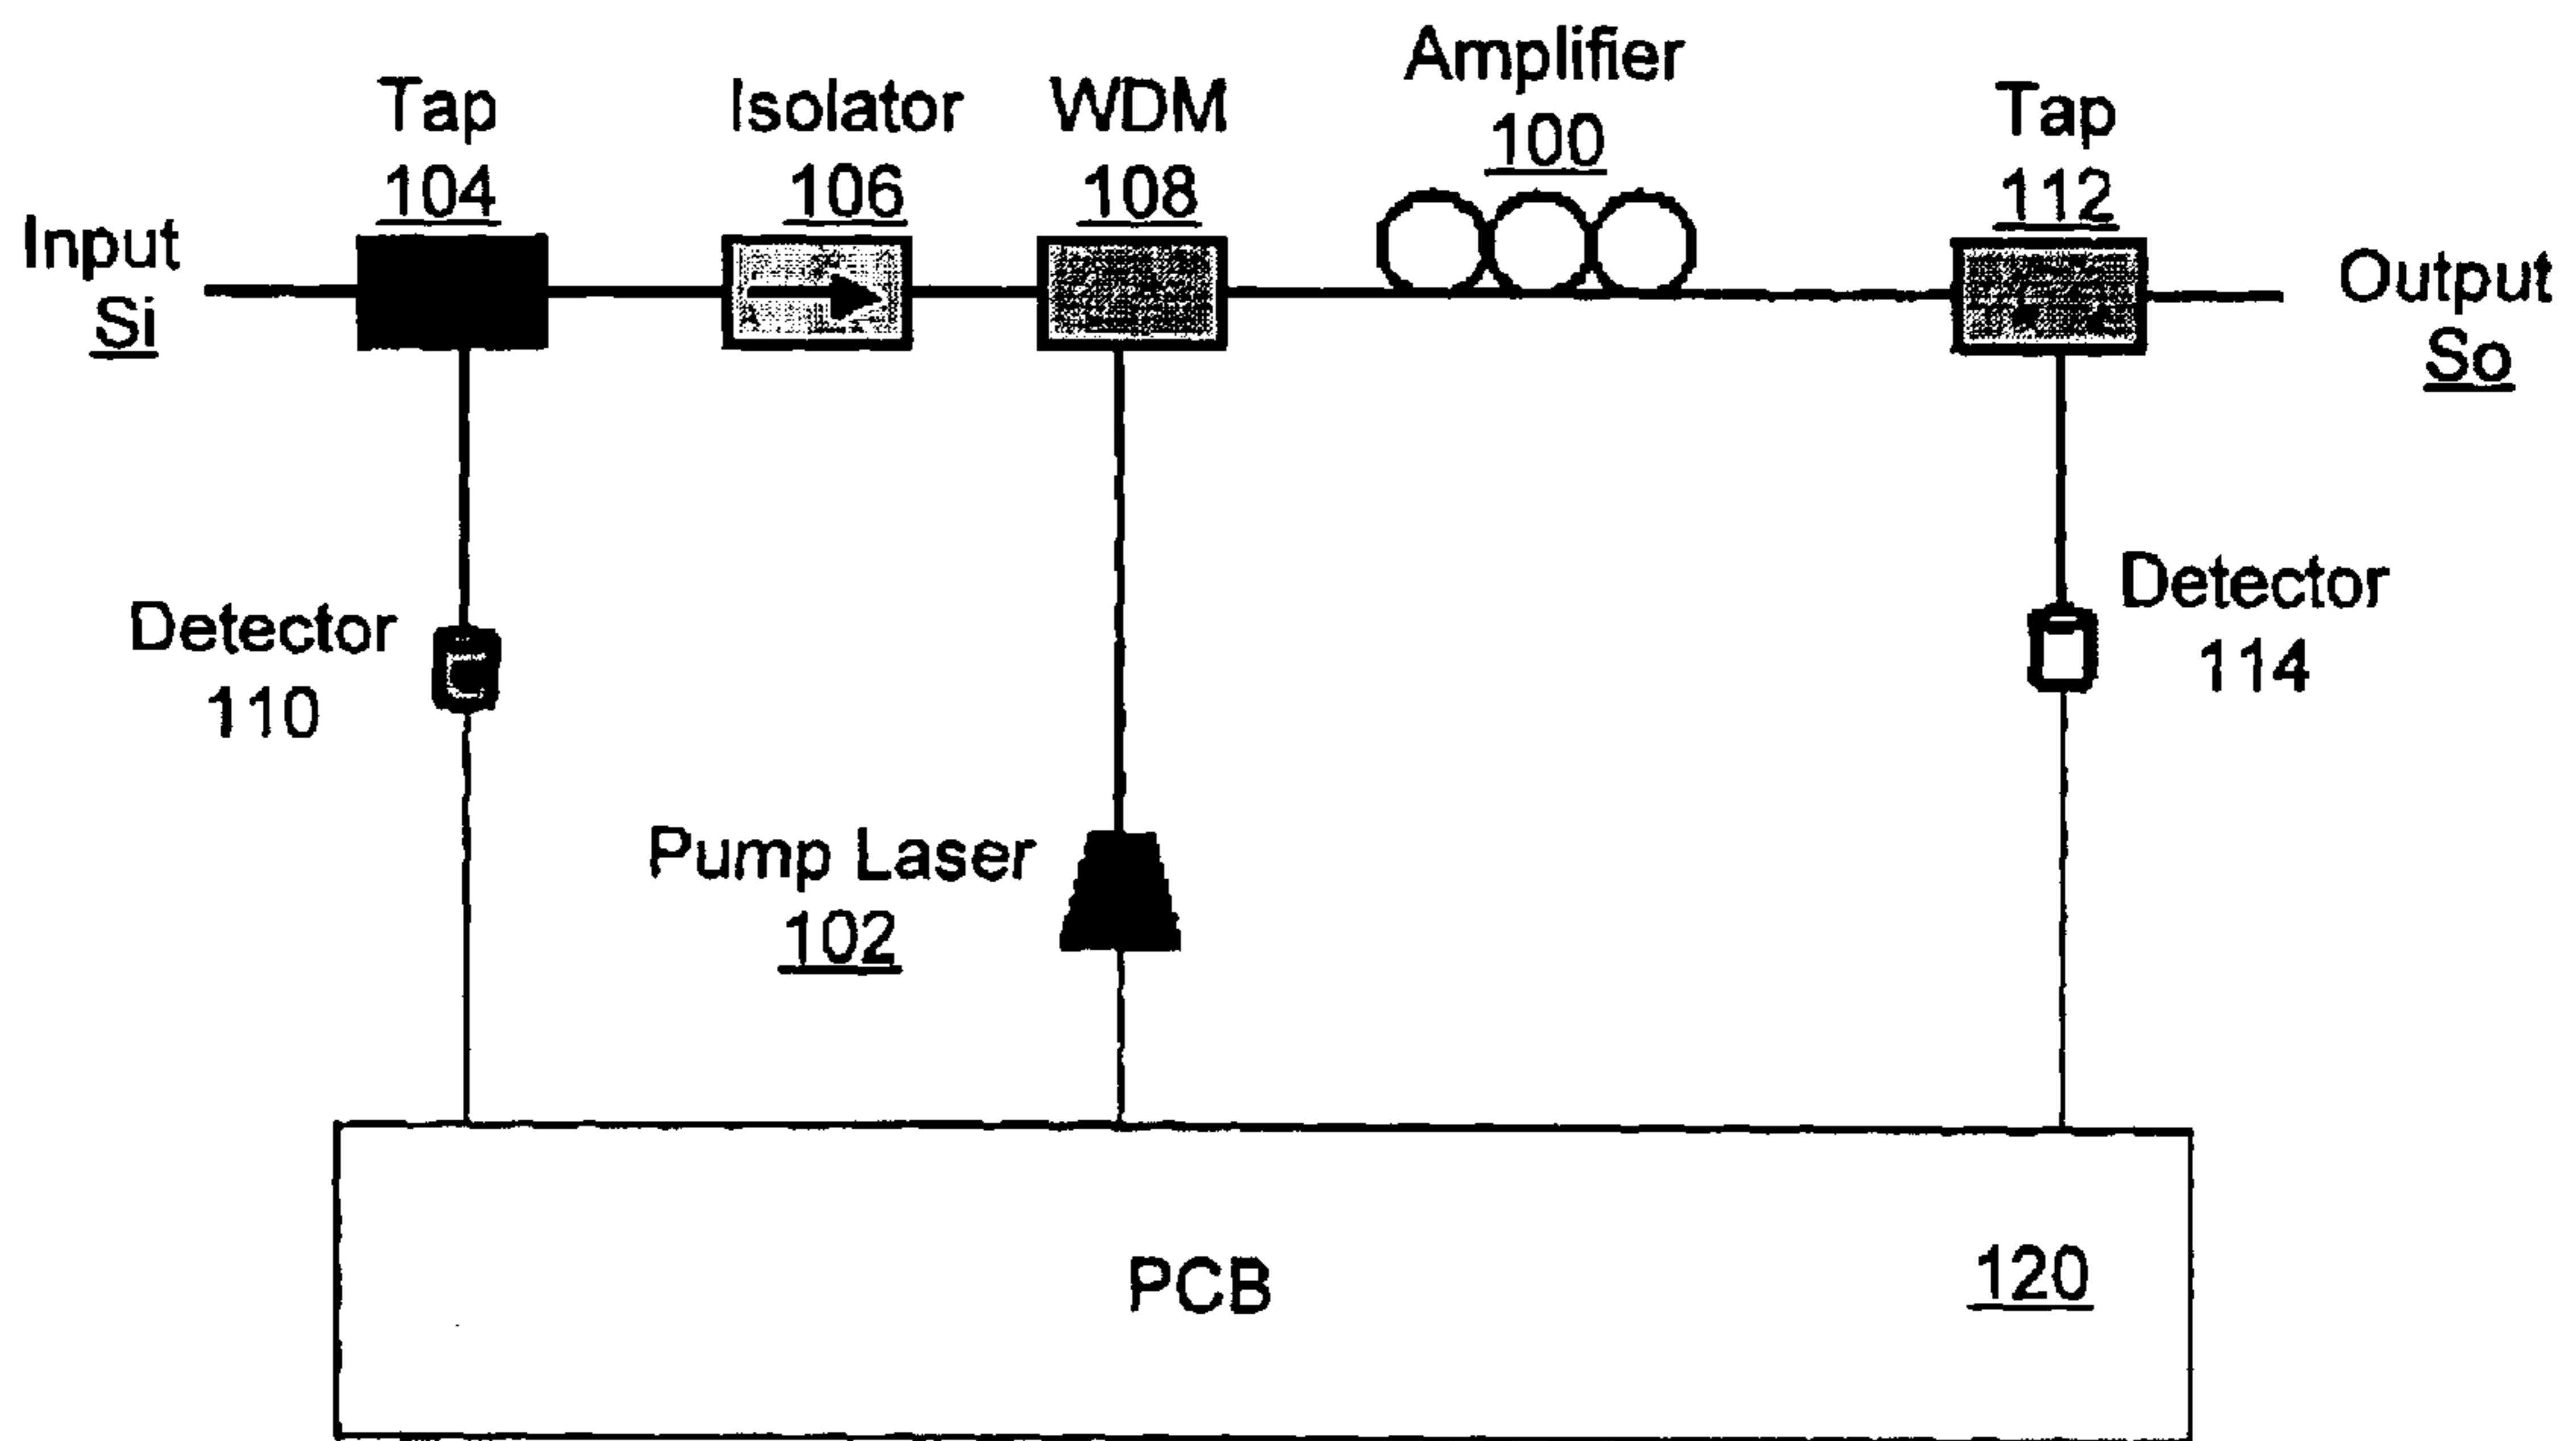 Input
Si
Tap
104
Isolator
106
WDM
108
Amplifier
100
Tap
112
Output
So
Detector
110
Pump Laser
102
Detector
114
PCB
120